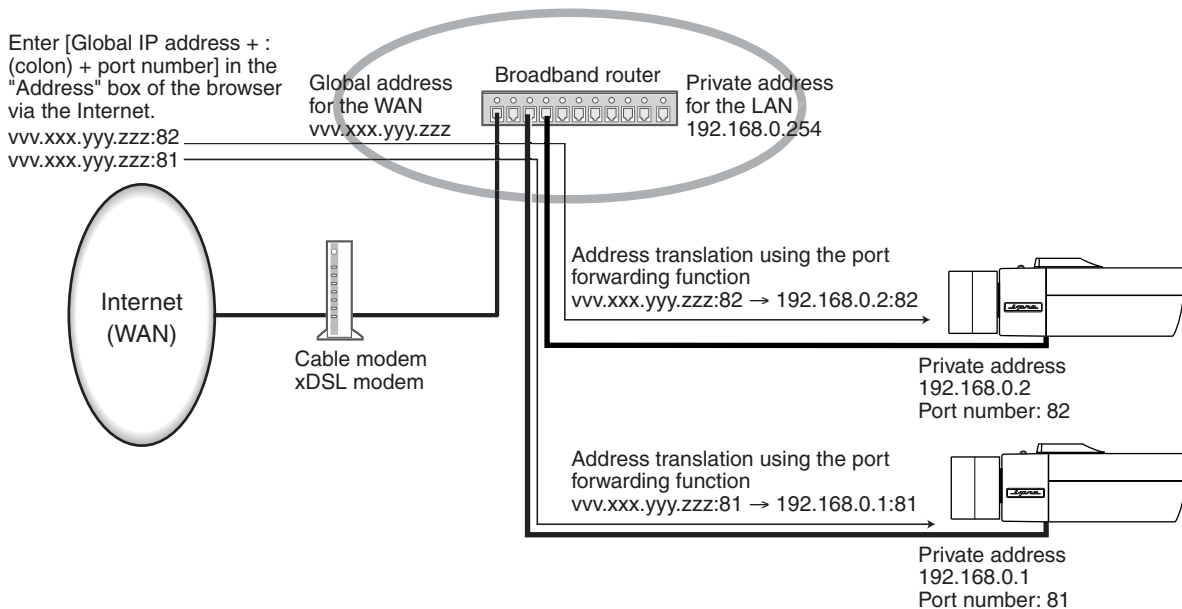 Enter [Global IP address + :
(colon) + port number] in the
"Address" box of the browser
via the Internet.
vvv.xxx.yyy.zzz:82
vvv.xxx.yyy.zzz:81
Global address
for the WAN
vvv.xxx.yyy.zzz
Broadband router
Private address
for the LAN
192.168.0.254
Internet
(WAN)
Cable modem
xDSL modem
Address translation using the port
forwarding function
vvv.xxx.yyy.zzz:82 → 192.168.0.2:82
Private address
192.168.0.2
Port number: 82
Address translation using the port
forwarding function
vvv.xxx.yyy.zzz:81 → 192.168.0.1:81
Private address
192.168.0.1
Port number: 81